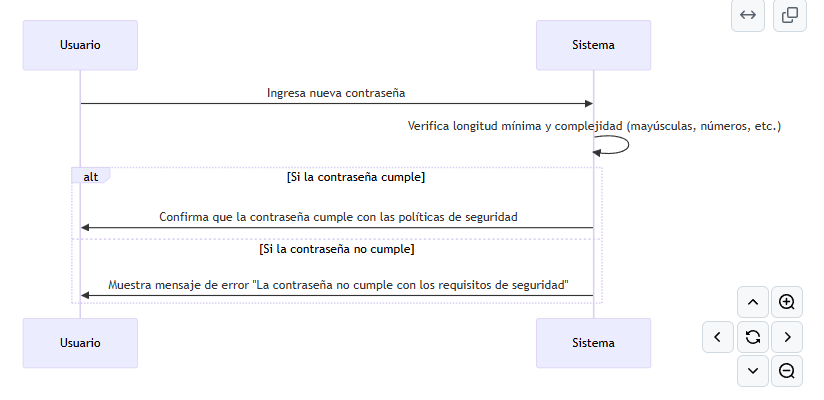 Usuario
Sistema
Ingresa nueva contraseña
Verifica longitud mínima y complejidad (mayúsculas, números, etc.)
alt
[Si la contraseña cumple]
Confirma que la contraseña cumple con las políticas de seguridad
[Si la contraseña no cumple]
Muestra mensaje de error "La contraseña no cumple con los requisitos de seguridad"
Usuario
Sistema